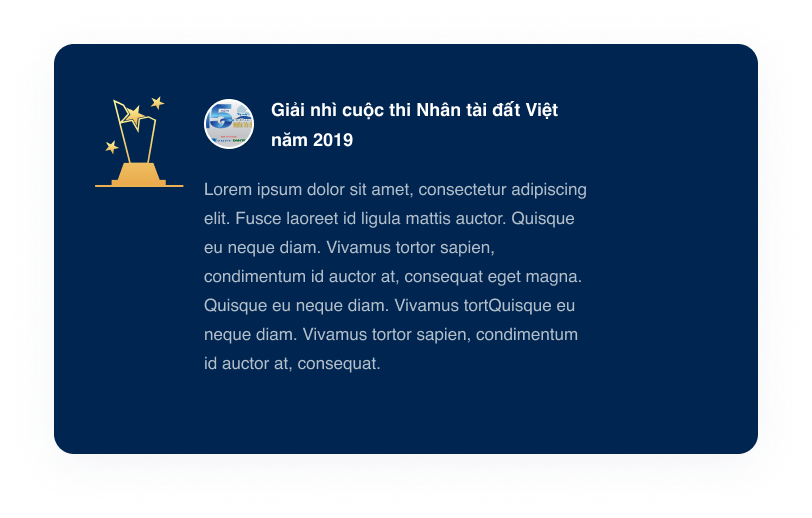 Giải nhì cuộc thi Nhân tài đất Việt
năm 2019
Lorem ipsum dolor sit amet, consectetur adipiscing
elit. Fusce laoreet id ligula mattis auctor. Quisque
eu neque diam. Vivamus tortor sapien,
condimentum id auctor at, consequat eget magna.
Quisque eu neque diam. Vivamus tortQuisque eu
neque diam. Vivamus tortor sapien, condimentum
id auctor at, consequat.